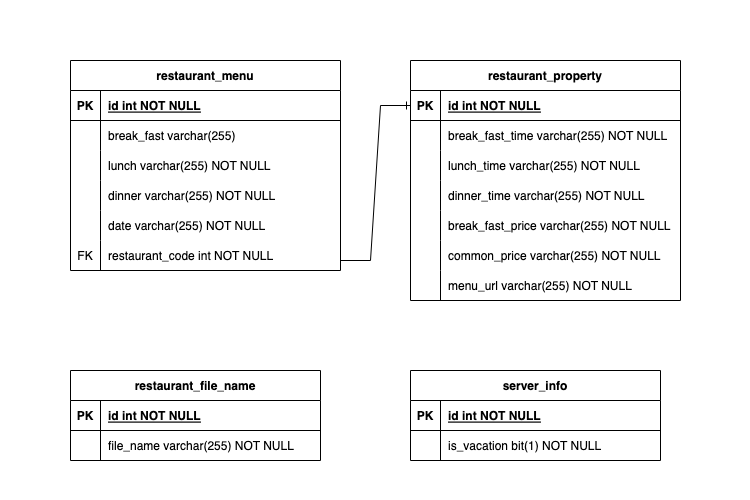 restaurant_menu
PK id int NOT NULL
break_fast varchar(255)
lunch varchar(255) NOT NULL
dinner varchar(255) NOT NULL
date varchar(255) NOT NULL
FK restaurant_code int NOT NULL
restaurant_property
PK id int NOT NULL
break_fast_time varchar(255) NOT NULL
lunch_time varchar(255) NOT NULL
dinner_time varchar(255) NOT NULL
break_fast_price varchar(255) NOT NULL
common_price varchar(255) NOT NULL
menu_url varchar(255) NOT NULL
restaurant_file_name
PK id int NOT NULL
file_name varchar(255) NOT NULL
server_info
PK id int NOT NULL
is_vacation bit(1) NOT NULL